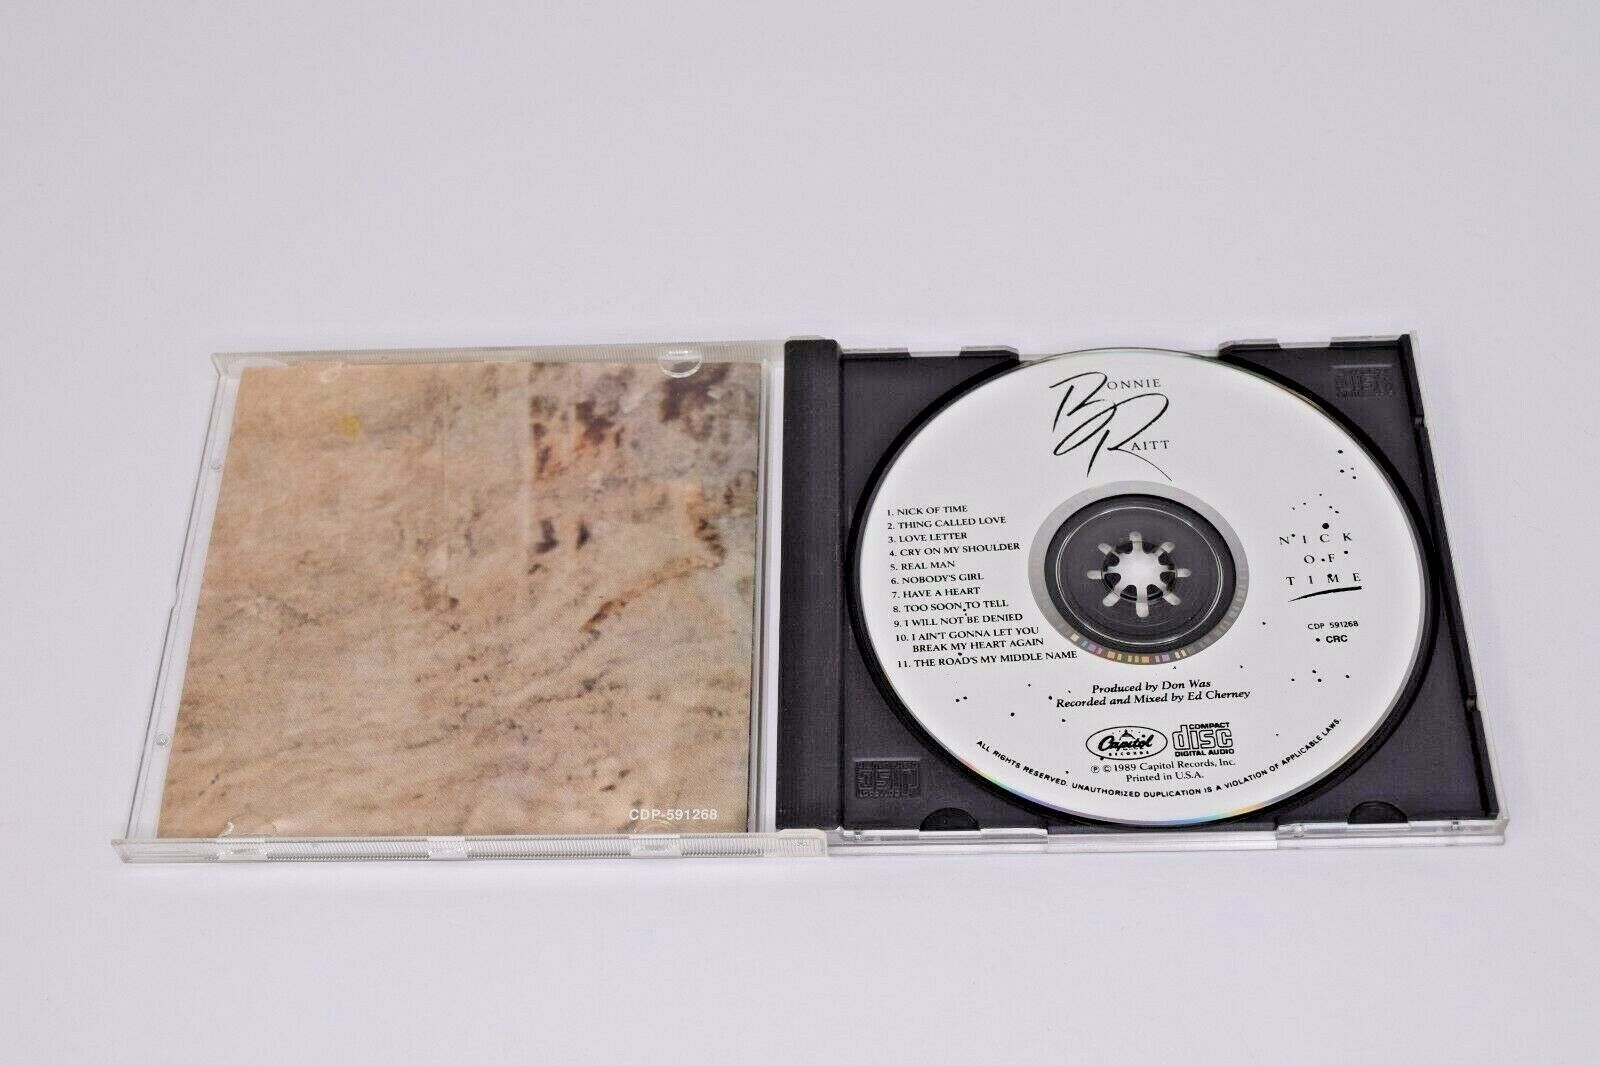 CDP-591268
BONNIE
RAITT
1. NICK OF TIME
2. THING CALLED LOVE
3. LOVE LETTER
4. CRY ON MY SHOULDER
5. REAL MAN
6. NOBODY'S GIRL
7. HAVE A HEART
8. TOO SOON TO TELL
9. I WILL NOT BE DENIED
10. I AIN'T GONNA LET YOU
BREAK MY HEART AGAIN
11. THE ROAD'S MY MIDDLE NAME
NICK
OF
TIME
CDP 591268
CRC
Produced by Don Was
Recorded and Mixed by Ed Cherney
Capitol
RECORDS
COMPACT
disc
DIGITAL AUDIO
℗ © 1989 Capitol Records, Inc.
Printed in U.S.A.
ALL RIGHTS RESERVED. UNAUTHORIZED DUPLICATION IS A VIOLATION OF APPLICABLE LAWS.